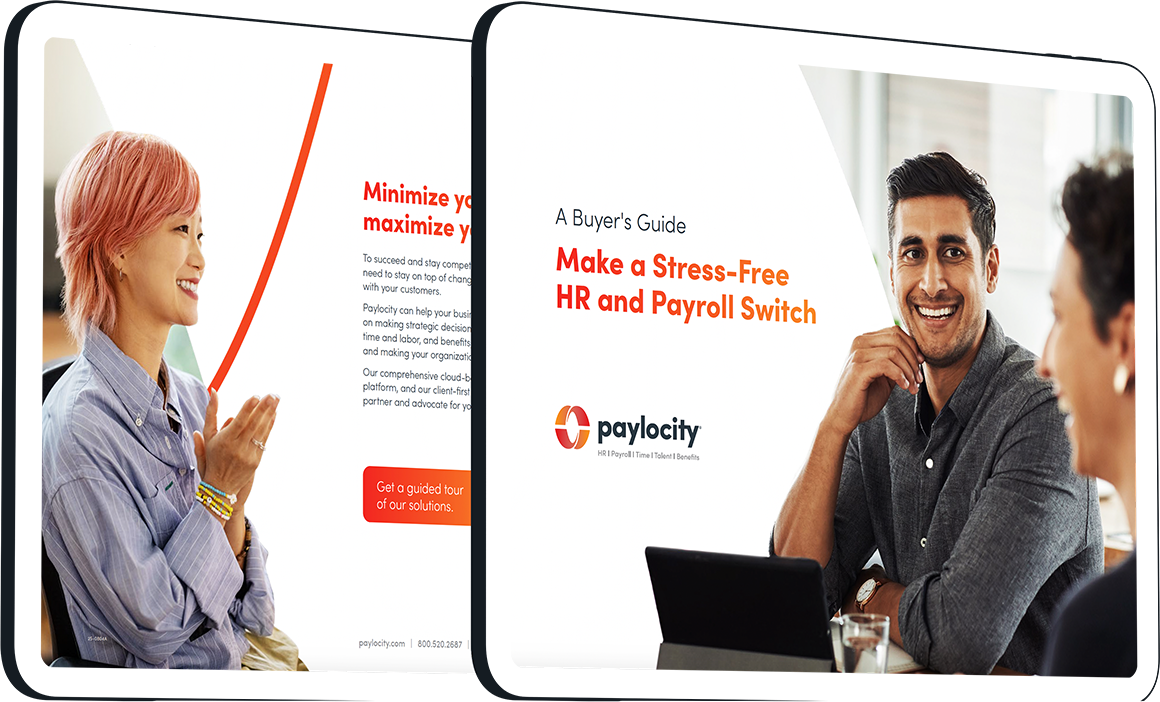 Minimize yo
maximize y
To succeed and stay compet
need to stay on top of chang
with your customers.
Paylocity can help your busi
on making strategic decision
time and labor, and benefits
and making your organizatio
Our comprehensive cloud-b
platform, and our client-first
partner and advocate for yo
Get a guided tour
of our solutions.
paylocity.com | 800.520.2687 |
A Buyer's Guide
Make a Stress-Free
HR and Payroll Switch
paylocity
HR | Payroll | Time | Talent | Benefits